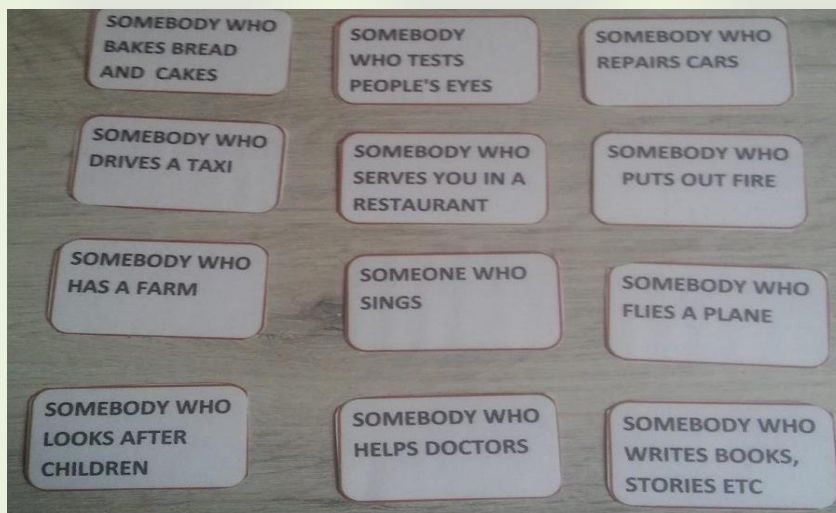 SOMEBODY WHO
BAKES BREAD
AND CAKES
SOMEBODY
WHO TESTS
PEOPLE'S EYES
SOMEBODY WHO
REPAIRS CARS
SOMEBODY WHO
DRIVES A TAXI
SOMEBODY WHO
SERVES YOU IN A
RESTAURANT
SOMEBODY WHO
PUTS OUT FIRE
SOMEBODY WHO
HAS A FARM
SOMEONE WHO
SINGS
SOMEBODY WHO
FLIES A PLANE
SOMEBODY WHO
LOOKS AFTER
CHILDREN
SOMEBODY WHO
HELPS DOCTORS
SOMEBODY WHO
WRITES BOOKS,
STORIES ETC